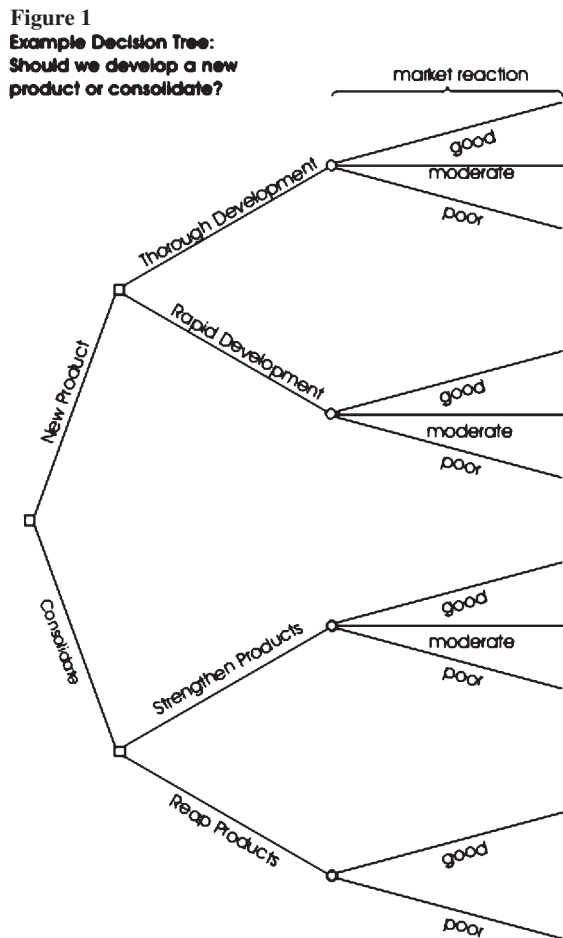 Figure 1
Example Decision Tree:
Should we develop a new
product or consolidate?
market reaction
good
moderate
poor
Thorough Development
Rapid Development
good
moderate
poor
New Product
Consolidate
Strengthen Products
good
moderate
poor
Reap Products
good
poor